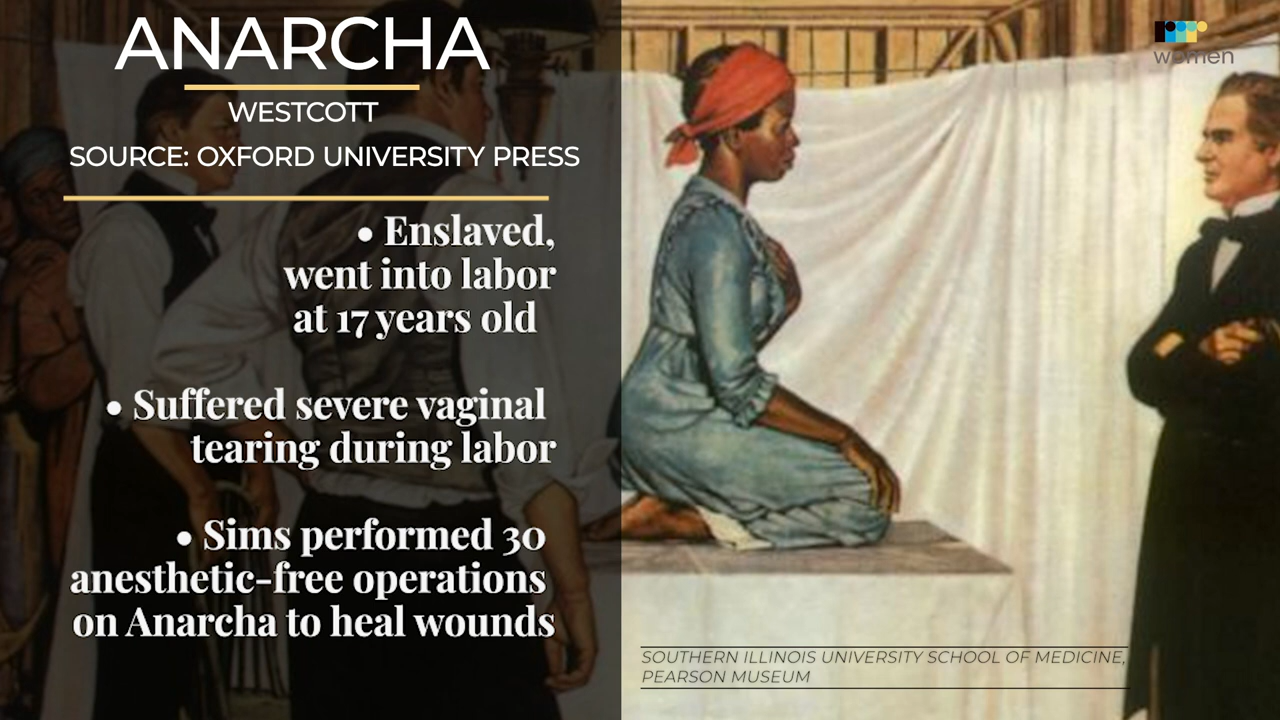 ANARCHA
WESTCOTT
SOURCE: OXFORD UNIVERSITY PRESS
• Enslaved,
went into labor
at 17 years old
• Suffered severe vaginal
tearing during labor
• Sims performed 30
anesthetic-free operations
on Anarcha to heal wounds
women
SOUTHERN ILLINOIS UNIVERSITY SCHOOL OF MEDICINE,
PEARSON MUSEUM